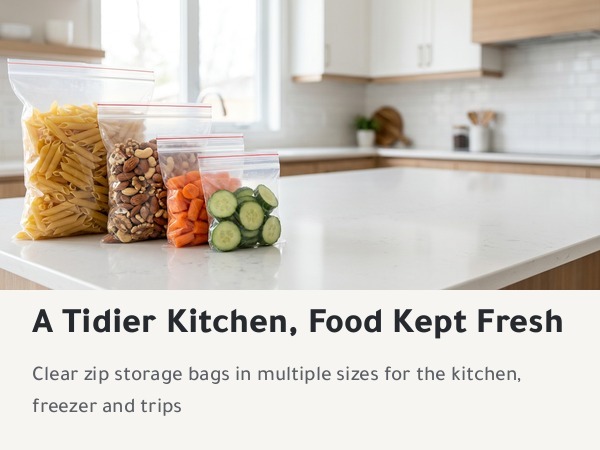 A Tidier Kitchen, Food Kept Fresh
Clear zip storage bags in multiple sizes for the kitchen,
freezer and trips